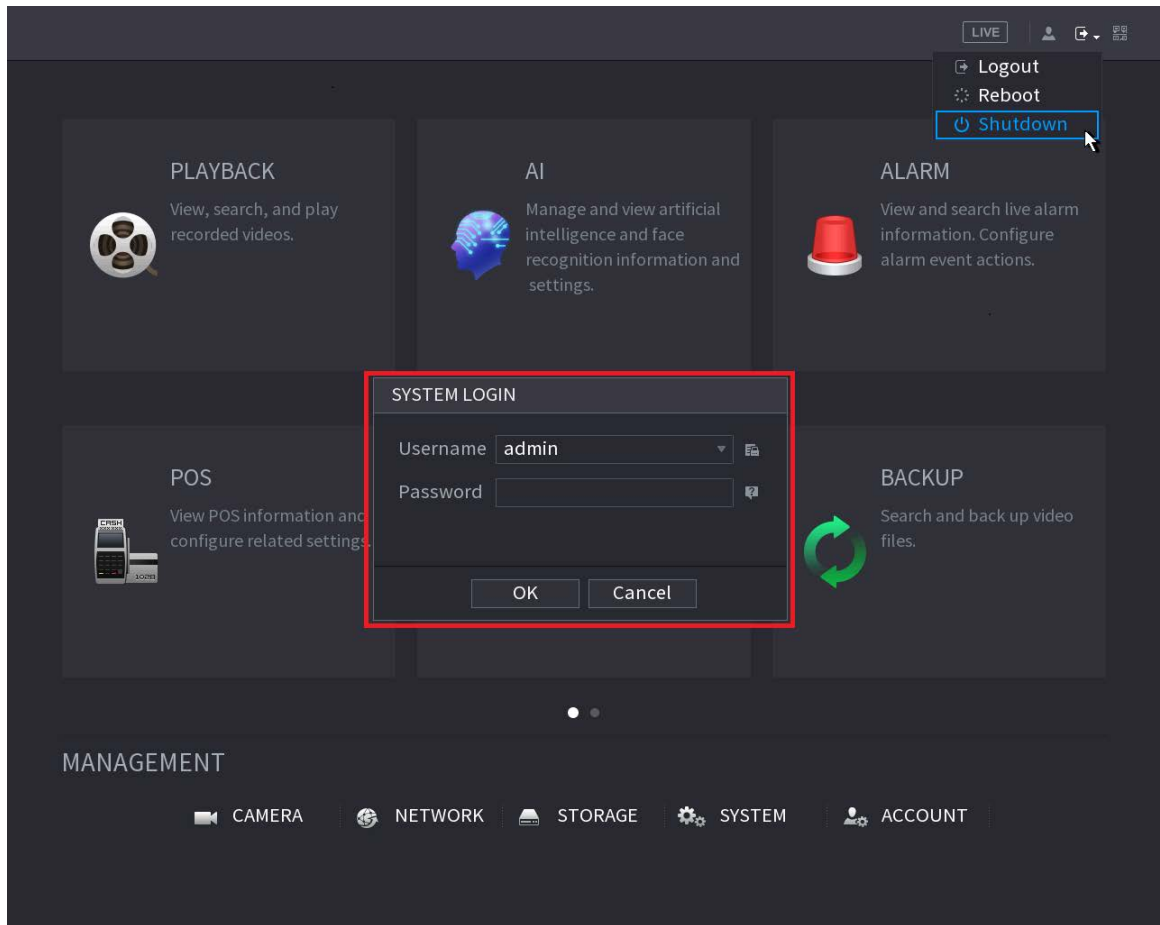 LIVE
Logout
Reboot
Shutdown
PLAYBACK
View, search, and play
recorded videos.
AI
Manage and view artificial
intelligence and face
recognition information and
settings.
ALARM
View and search live alarm
information. Configure
alarm event actions.
SYSTEM LOGIN
Username admin
Password
OK Cancel
POS
View POS information and
configure related settings.
CASH
BACKUP
Search and back up video
files.
MANAGEMENT
CAMERA NETWORK STORAGE SYSTEM ACCOUNT